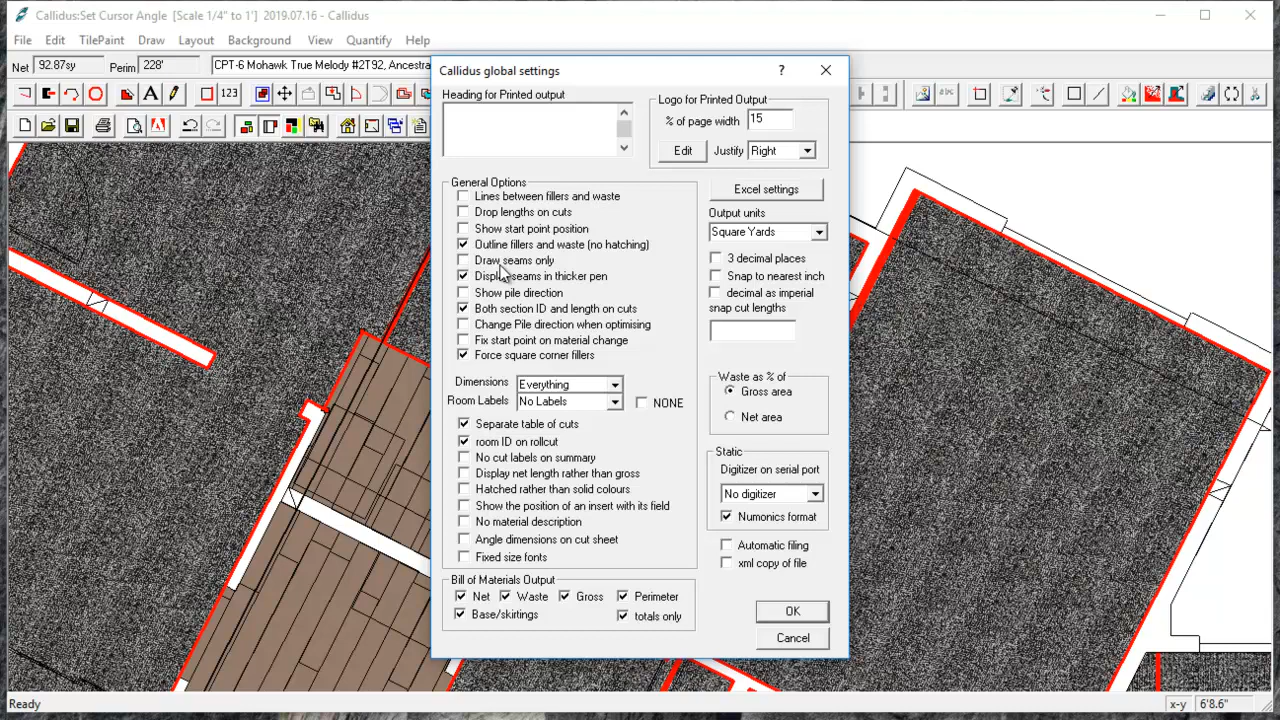 Callidus:Set Cursor Angle [Scale 1/4" to 1'] 2019.07.16 - Callidus
File Edit TilePaint Draw Layout Background View Quantify Help
Net 92.87sy Perim 228' CPT-6 Mohawk True Melody #2T92, Ancestra
123
Callidus global settings
Heading for Printed output
Logo for Printed Output
% of page width 15
Edit Justify Right
General Options
Lines between fillers and waste
Drop lengths on cuts
Show start point position
Outline fillers and waste (no hatching)
Draw seams only
Display seams in thicker pen
Show pile direction
Both section ID and length on cuts
Change Pile direction when optimising
Fix start point on material change
Force square corner fillers
Dimensions Everything
Room Labels No Labels NONE
Separate table of cuts
room ID on rollcut
No cut labels on summary
Display net length rather than gross
Hatched rather than solid colours
Show the position of an insert with its field
No material description
Angle dimensions on cut sheet
Fixed size fonts
Bill of Materials Output
Net Waste Gross Perimeter
Base/skirtings totals only
Excel settings
Output units
Square Yards
3 decimal places
Snap to nearest inch
decimal as imperial
snap cut lengths
Waste as % of
Gross area
Net area
Static
Digitizer on serial port
No digitizer
Numonics format
Automatic filing
xml copy of file
OK
Cancel
Ready x-y 6'8.6"